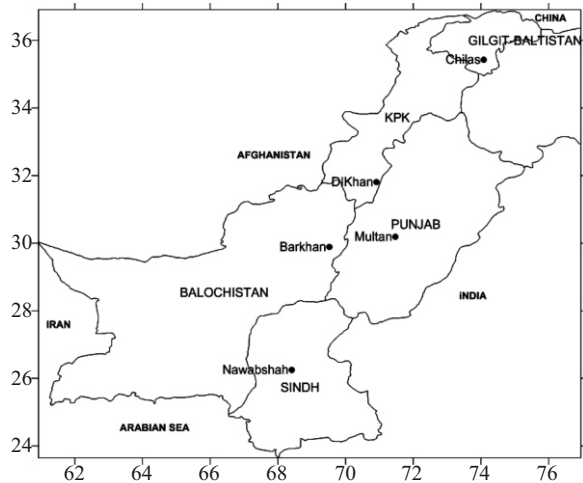 36
34
32
30
28
26
24
62
64
66
68
70
72
74
76
CHINA
GILGIT-BALTISTAN
Chilas
KPK
AFGHANISTAN
DiKhan
PUNJAB
Multan
Barkhan
BALOCHISTAN
iNDIA
IRAN
Nawabshah
SINDH
ARABIAN SEA